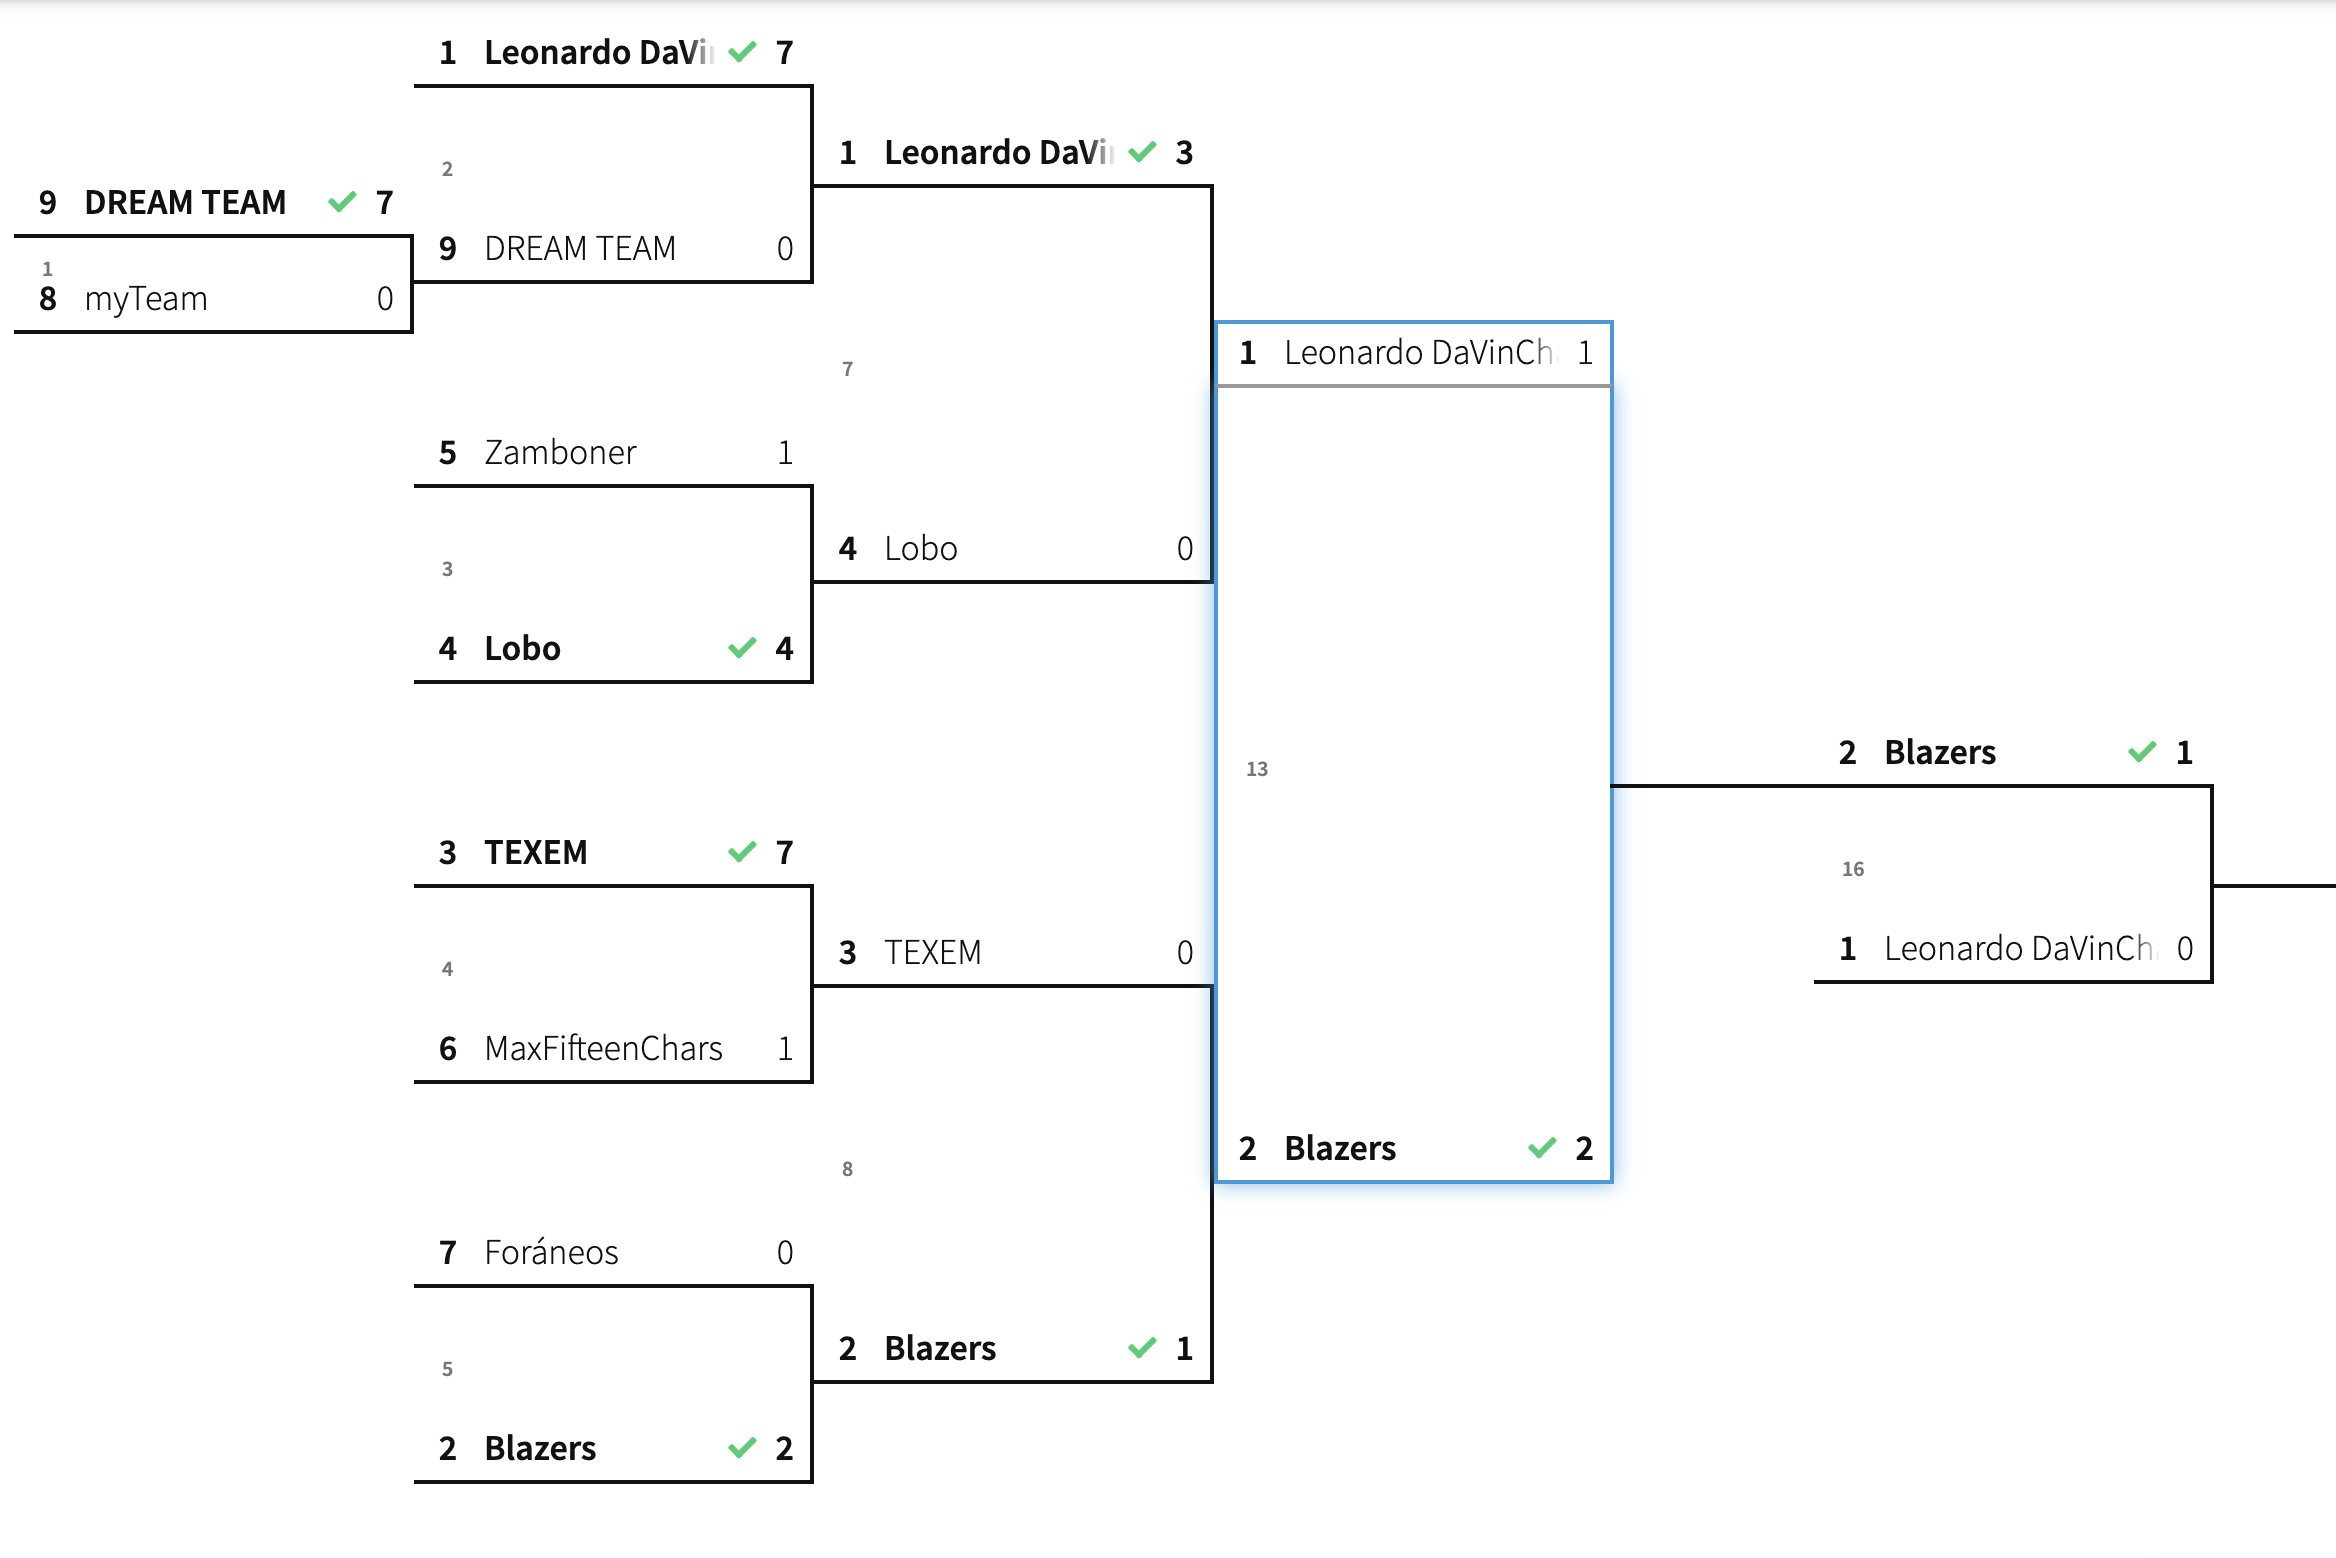 9 DREAM TEAM 7
1
8 myTeam 0
1 Leonardo DaVi 7
2
9 DREAM TEAM 0
5 Zamboner 1
3
4 Lobo 4
3 TEXEM 7
4
6 MaxFifteenChars 1
7 Foráneos 0
5
2 Blazers 2
1 Leonardo DaVi 3
7
4 Lobo 0
3 TEXEM 0
8
2 Blazers 1
1 Leonardo DaVinCh 1
13
2 Blazers 2
2 Blazers 1
16
1 Leonardo DaVinCh 0